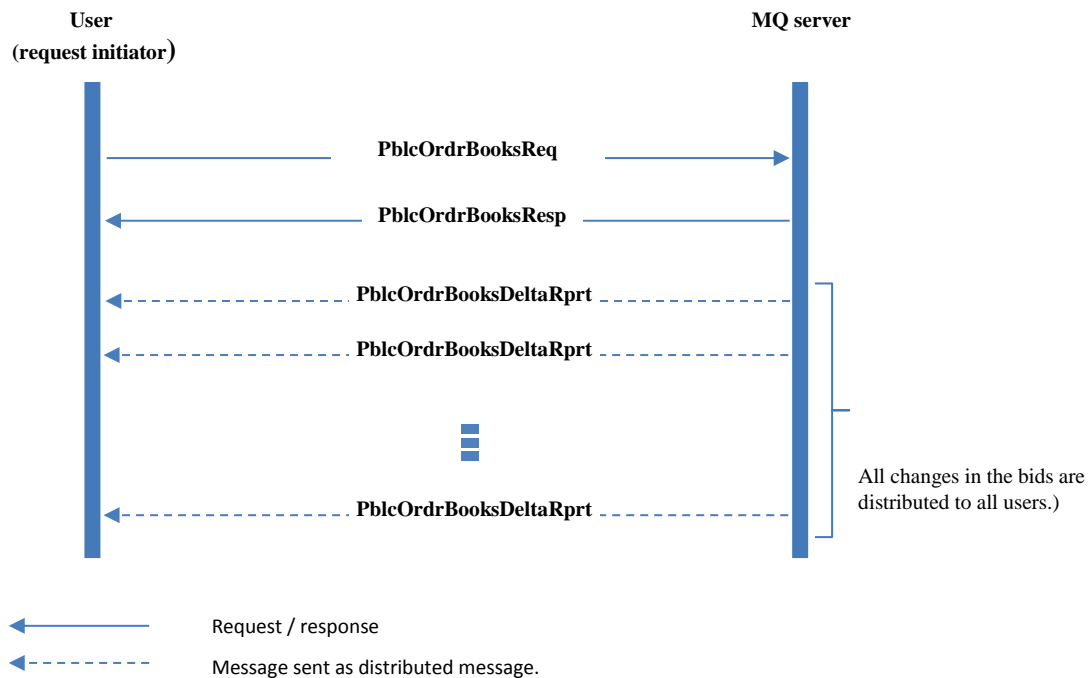 User
(request initiator)
MQ server
PblcOrdrBooksReq
PblcOrdrBooksResp
PblcOrdrBooksDeltaRprt
PblcOrdrBooksDeltaRprt
All changes in the bids are
distributed to all users.)
PblcOrdrBooksDeltaRprt
Request / response
Message sent as distributed message.